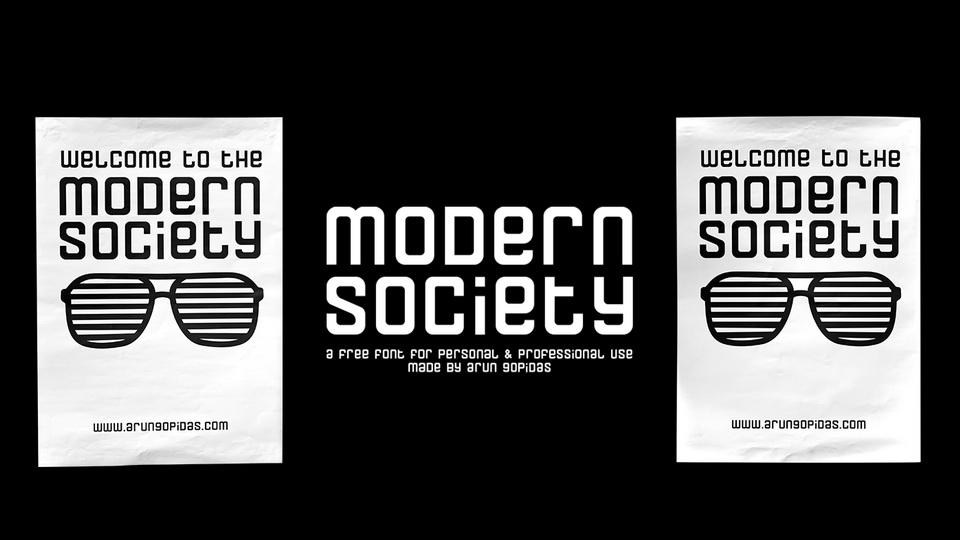 welcome to the
modern
society
www.arungopidas.com
modern
society
a free font for personal & professional use
made by arun gopidas
welcome to the
modern
society
www.arungopidas.com